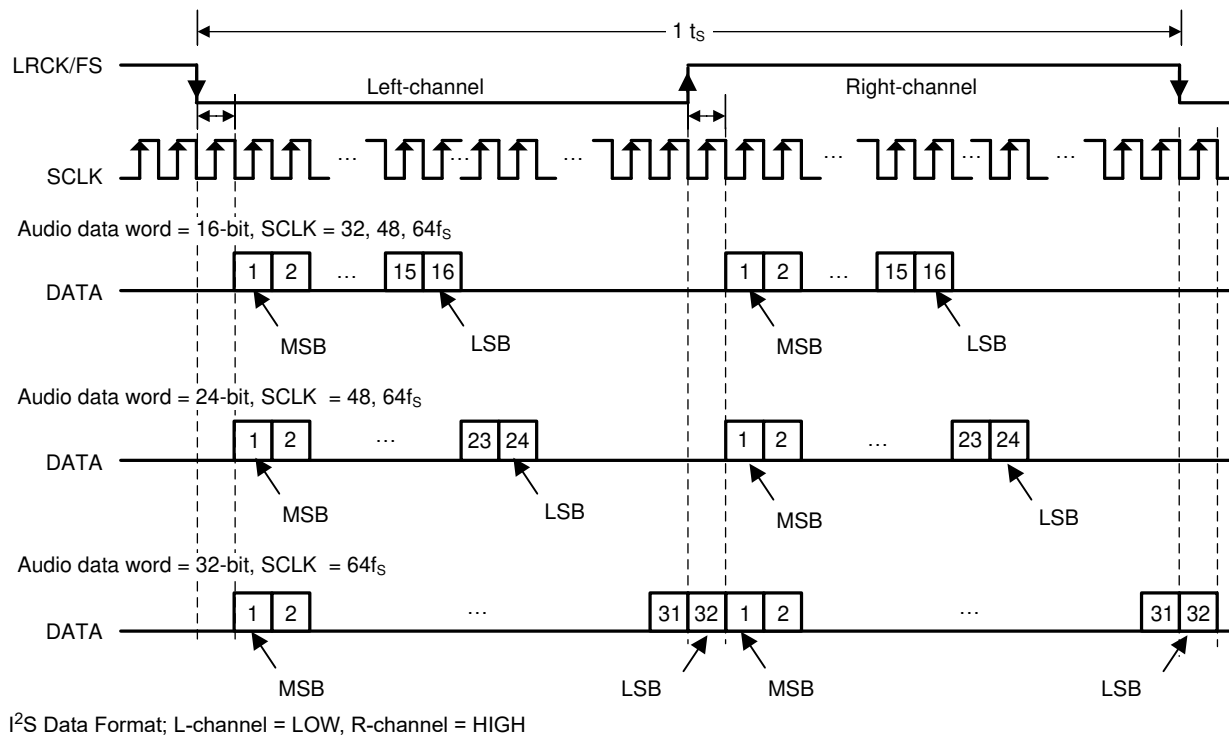 1 tS
LRCK/FS
Left-channel
Right-channel
SCLK
... ... ... ... ... ...
Audio data word = 16-bit, SCLK = 32, 48, 64fS
DATA
1 2 ... 15 16 1 2 ... 15 16
MSB LSB MSB LSB
Audio data word = 24-bit, SCLK = 48, 64fS
DATA
1 2 ... 23 24 1 2 ... 23 24
MSB LSB MSB LSB
Audio data word = 32-bit, SCLK = 64fS
DATA
1 2 ... 31 32 1 2 ... 31 32
MSB LSB MSB LSB
I²S Data Format; L-channel = LOW, R-channel = HIGH